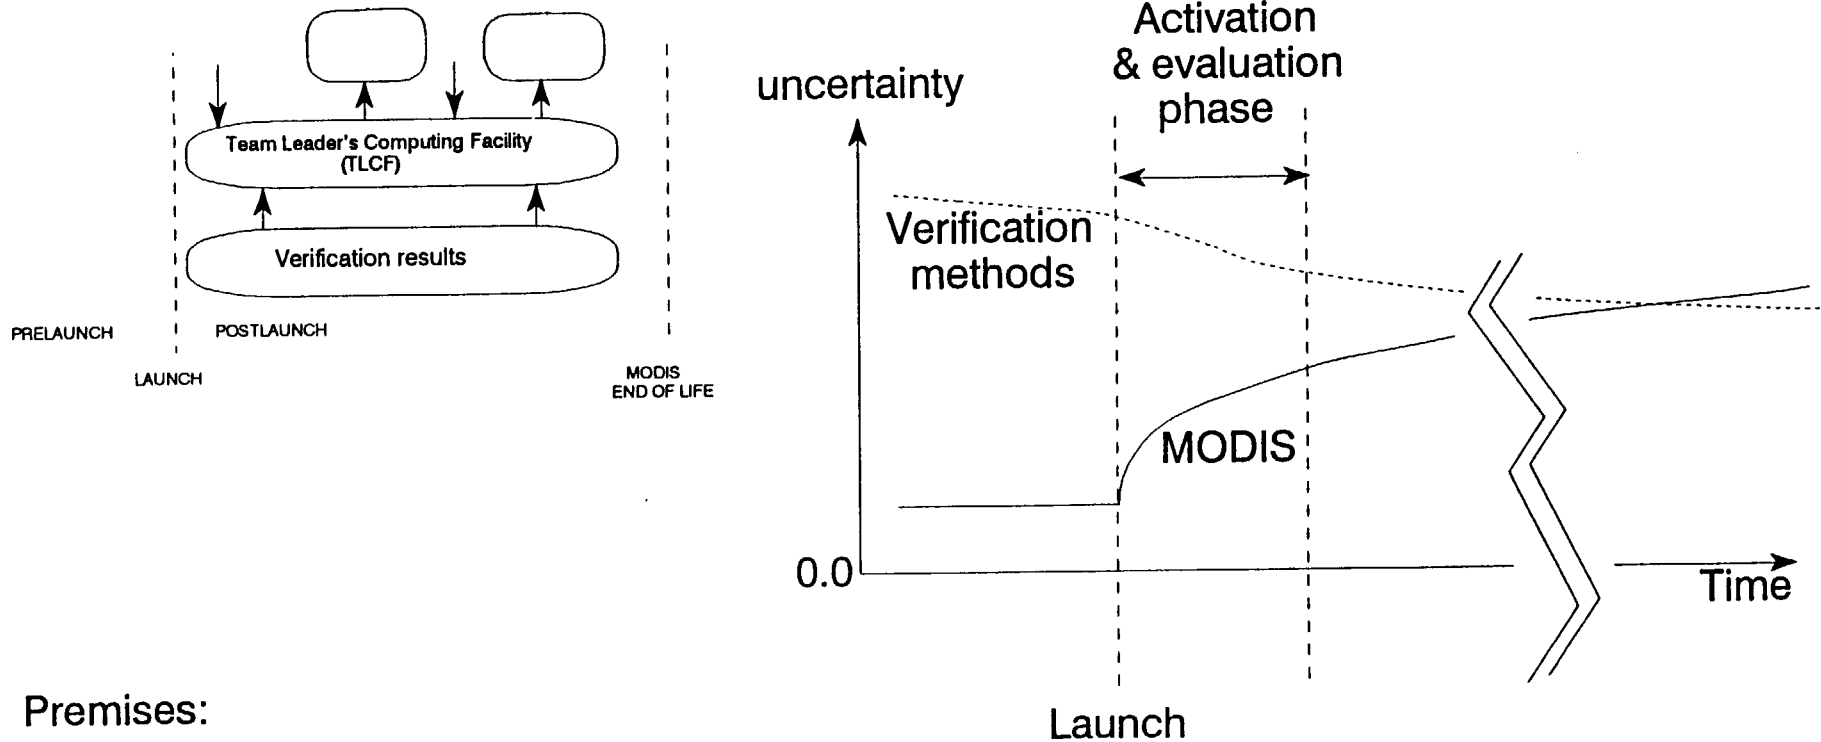 Team Leader's Computing Facility
(TLCF)
Verification results
PRELAUNCH
POSTLAUNCH
LAUNCH
MODIS
END OF LIFE
Activation
& evaluation
phase
uncertainty
Verification
methods
MODIS
0.0
Time
Launch
Premises: